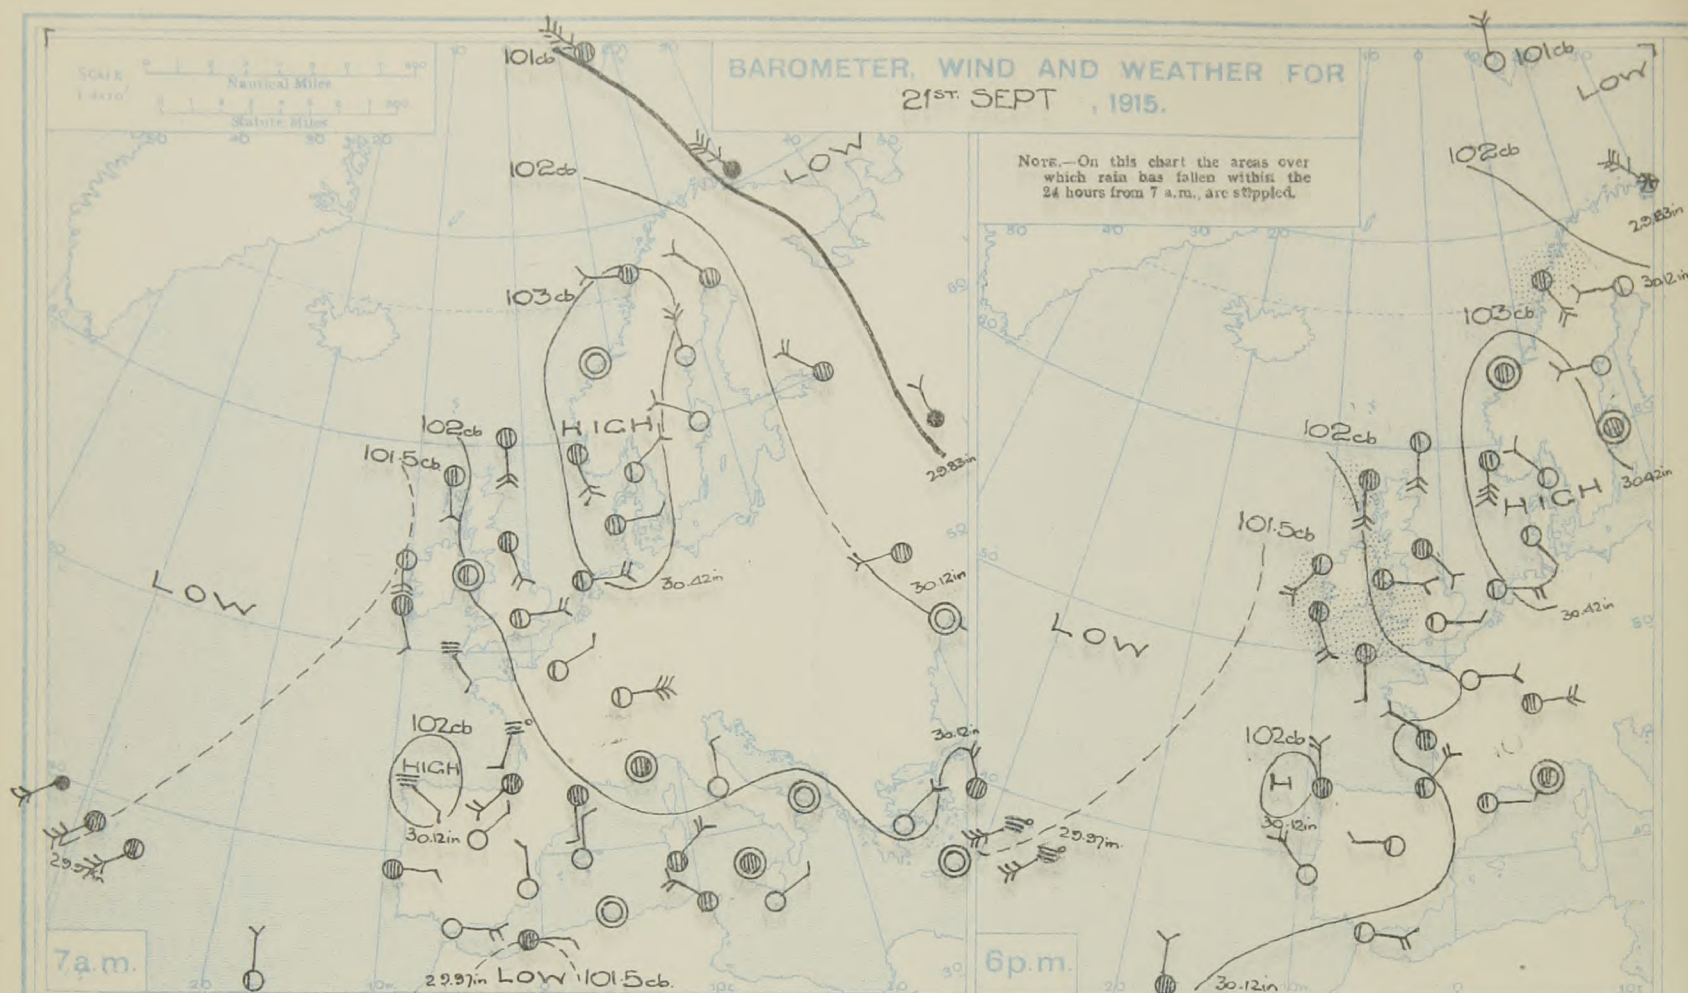 SCALE
Nautical Miles
Statute Miles
BAROMETER, WIND AND WEATHER FOR
21ST. SEPT , 1915.
NOTE.—On this chart the areas over
which rain has fallen within the
24 hours from 7 a.m., are stippled.
101cb
LOW
102cb
103cb
HIGH
102cb
101.5cb
29.83in
30.42in
30.12in
LOW
102cb
HIGH
30.12in
30.12in
29.97in
29.97in LOW 101.5cb.
7a.m.
101cb
LOW
102cb
29.83in
30.12in
103cb
102cb
30.42in
HIGH
101.5cb
30.42in
LOW
102cb
H
30.12in
29.97in.
30.12in
6p.m.